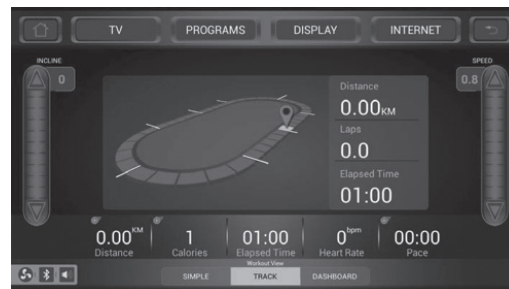 TV PROGRAMS DISPLAY INTERNET
INCLINE SPEED
0 0.8
Distance
0.00KM
Laps
0.0
Elapsed Time
01:00
0.00KM 1 01:00 0bpm 00:00
Distance Calories Elapsed Time Heart Rate Pace
Workout View
SIMPLE TRACK DASHBOARD